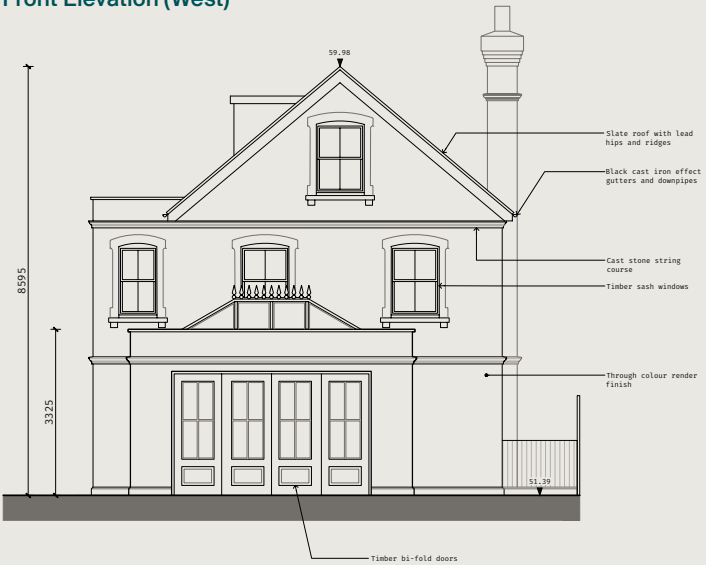 Front Elevation (West)
59.98
Slate roof with lead
hips and ridges
Black cast iron effect
gutters and downpipes
Cast stone string
course
Timber sash windows
8595
3325
Through colour render
finish
51.39
Timber bi-fold doors